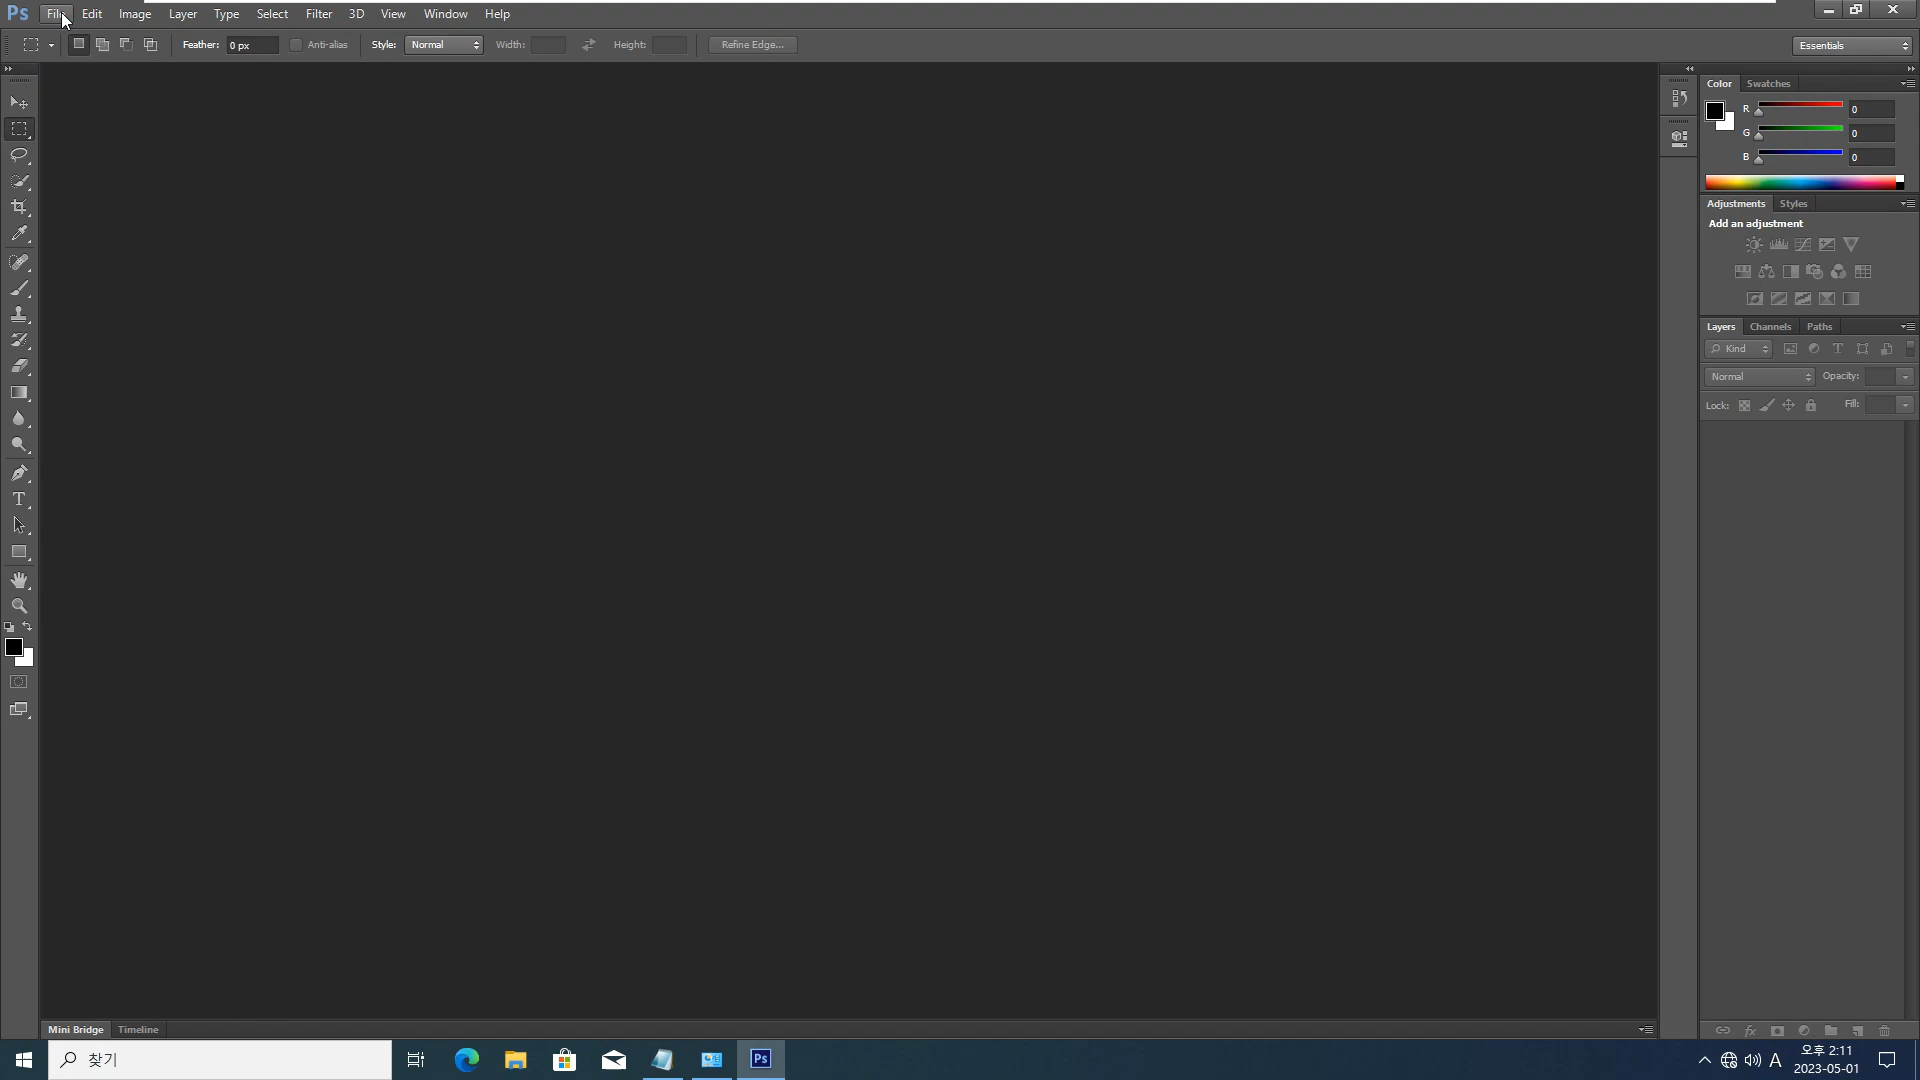 Ps File Edit Image Layer Type Select Filter 3D View Window Help
Feather: 0 px Anti-alias Style: Normal Width: Height: Refine Edge... Essentials
Color Swatches
R 0
G 0
B 0
Adjustments Styles
Add an adjustment
Layers Channels Paths
Kind
Normal Opacity:
Lock: Fill:
Mini Bridge Timeline
찾기 Ps A 오후 2:11
2023-05-01